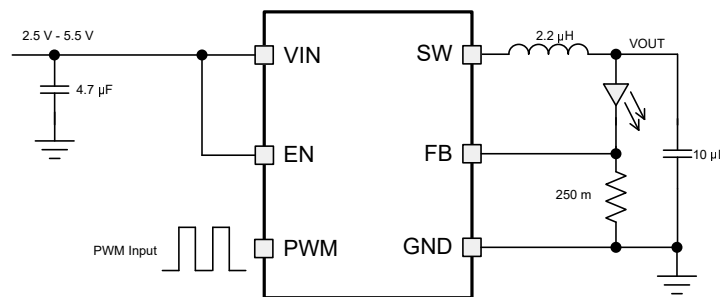 2.5 V - 5.5 V
4.7 µF
VIN
EN
PWM
PWM Input
SW
FB
GND
2.2 µH
VOUT
250 m
10 µF